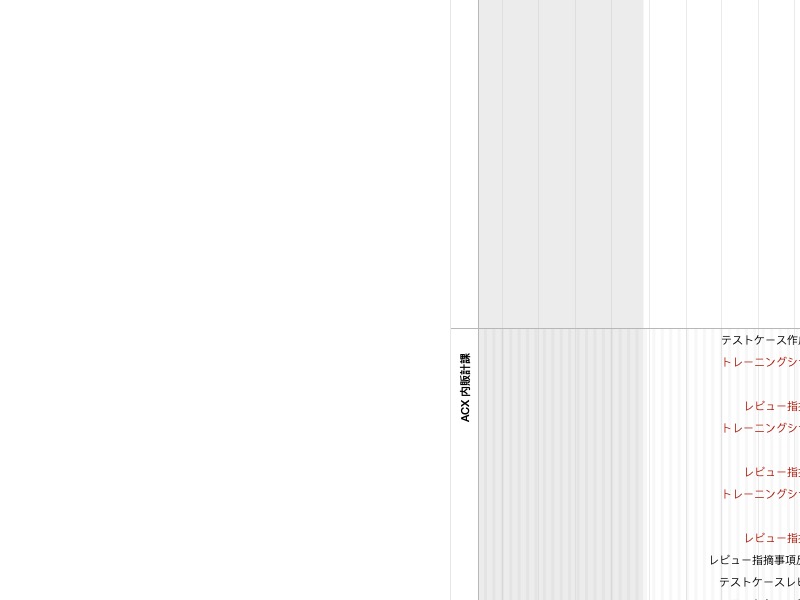 ACX 内販計課
テストケース作
トレーニングシ
レビュー指
トレーニングシ
レビュー指
トレーニングシ
レビュー指
レビュー指摘事項
テストケースレ